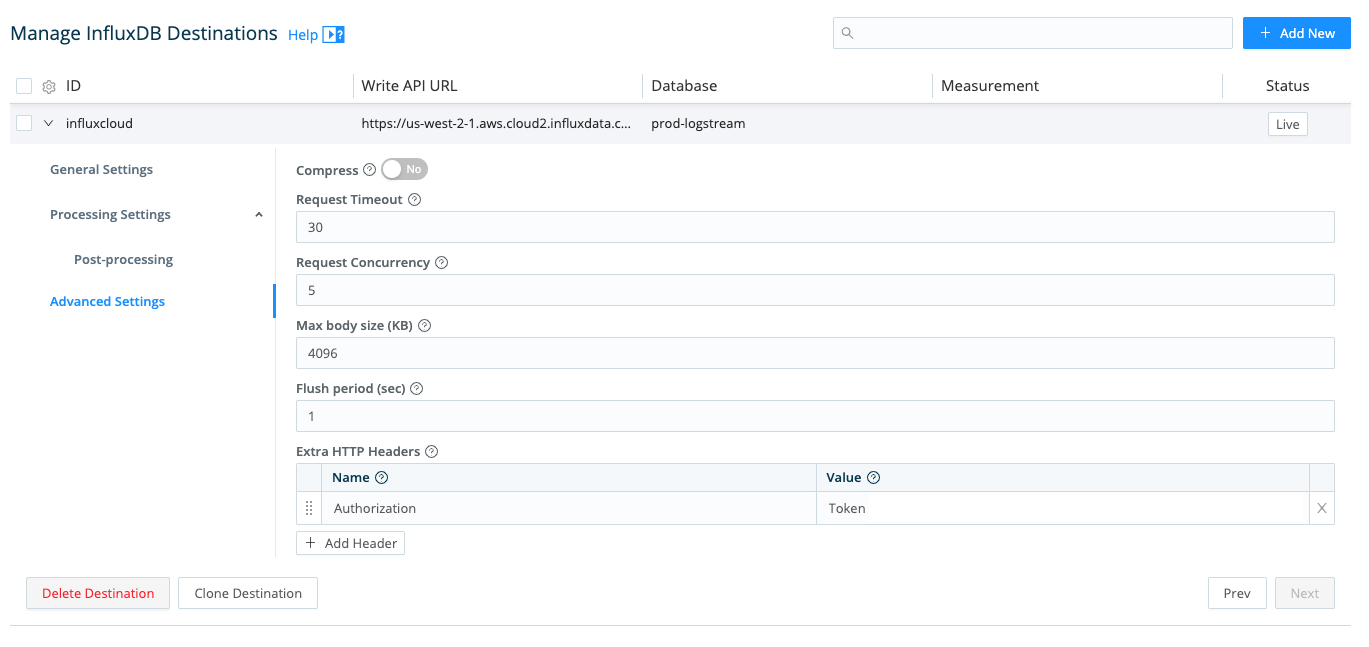 Manage InfluxDB Destinations Help
Add New
ID Write API URL Database Measurement Status
influxcloud https://us-west-2-1.aws.cloud2.influxdata.c... prod-logstream Live
General Settings
Processing Settings
Post-processing
Advanced Settings
Compress No
Request Timeout
30
Request Concurrency
5
Max body size (KB)
4096
Flush period (sec)
1
Extra HTTP Headers
Name Value
Authorization Token
Add Header
Delete Destination Clone Destination Prev Next